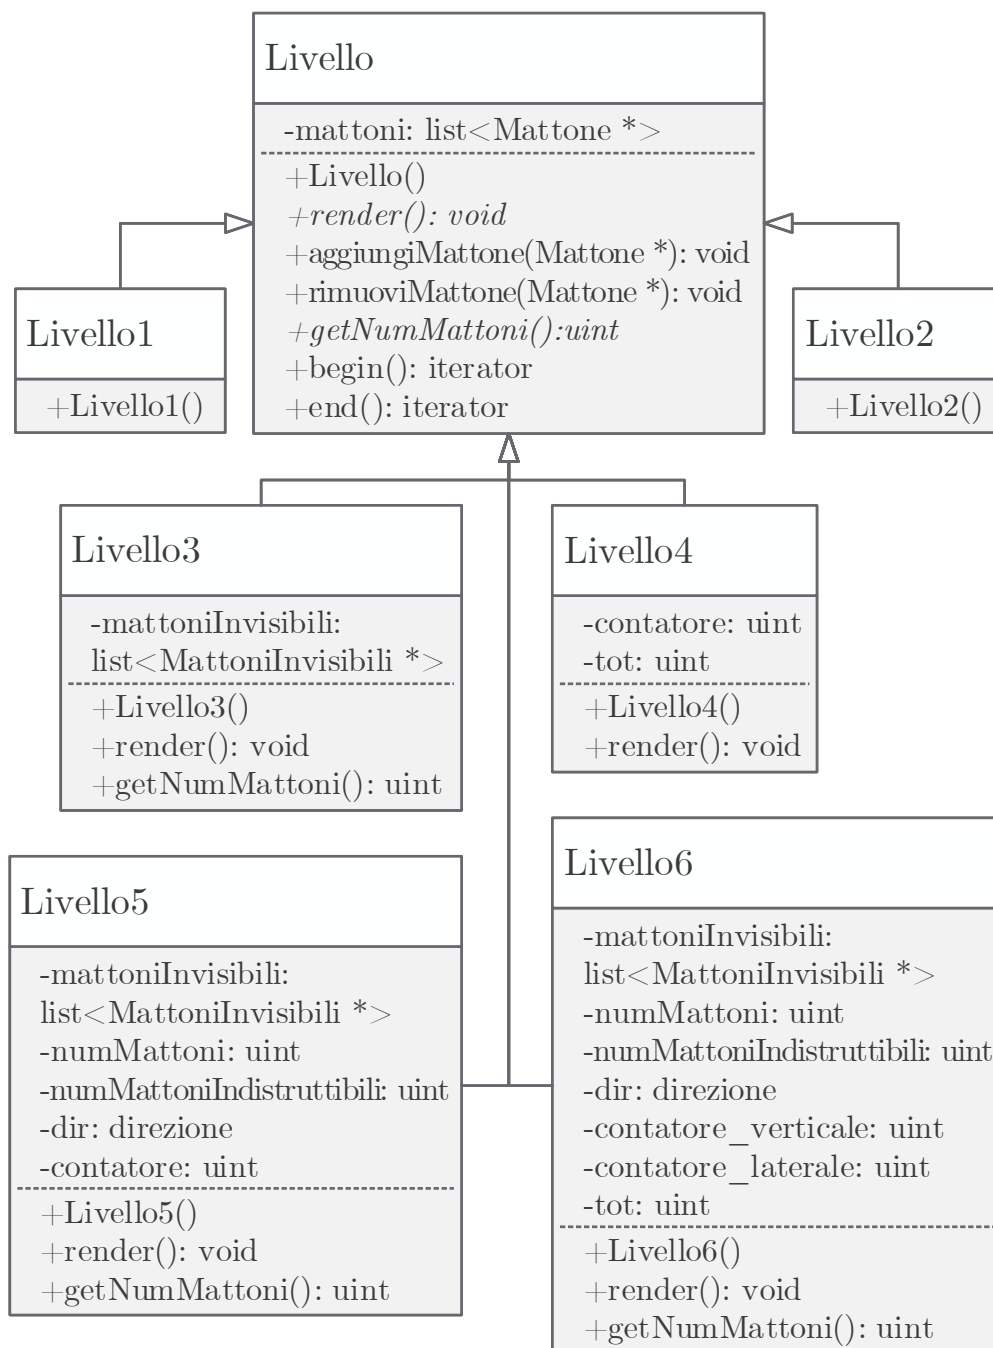 Livello
-mattoni: list<Mattone *>
+Livello()
+render(): void
+aggiungiMattone(Mattone *): void
+rimuoviMattone(Mattone *): void
+getNumMattoni():uint
+begin(): iterator
+end(): iterator
Livello1
+Livello1()
Livello2
+Livello2()
Livello3
-mattoniInvisibili:
list<MattoniInvisibili *>
+Livello3()
+render(): void
+getNumMattoni(): uint
Livello4
-contatore: uint
-tot: uint
+Livello4()
+render(): void
Livello5
-mattoniInvisibili:
list<MattoniInvisibili *>
-numMattoni: uint
-numMattoniIndistruttibili: uint
-dir: direzione
-contatore: uint
+Livello5()
+render(): void
+getNumMattoni(): uint
Livello6
-mattoniInvisibili:
list<MattoniInvisibili *>
-numMattoni: uint
-numMattoniIndistruttibili: uint
-dir: direzione
-contatore_verticale: uint
-contatore_laterale: uint
-tot: uint
+Livello6()
+render(): void
+getNumMattoni(): uint